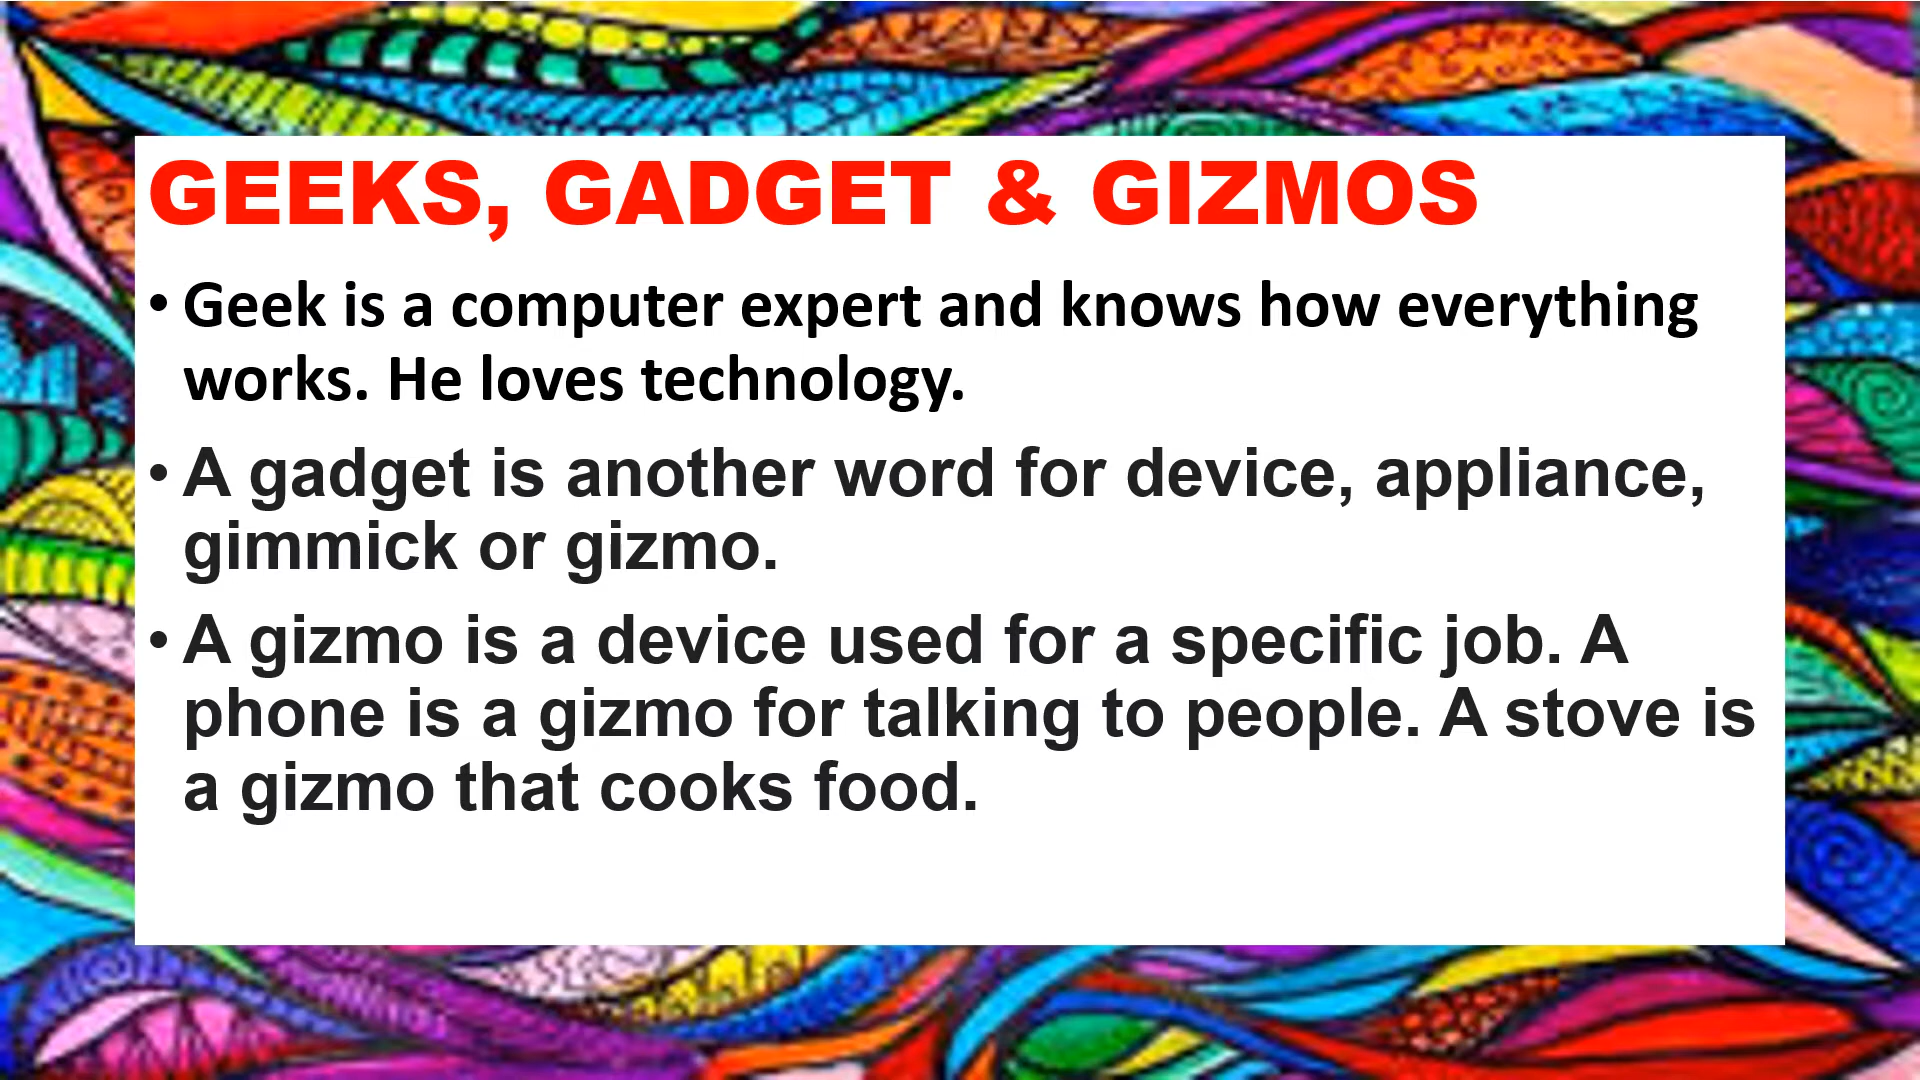 GEEKS, GADGET & GIZMOS
• Geek is a computer expert and knows how everything
works. He loves technology.
• A gadget is another word for device, appliance,
gimmick or gizmo.
• A gizmo is a device used for a specific job. A
phone is a gizmo for talking to people. A stove is
a gizmo that cooks food.